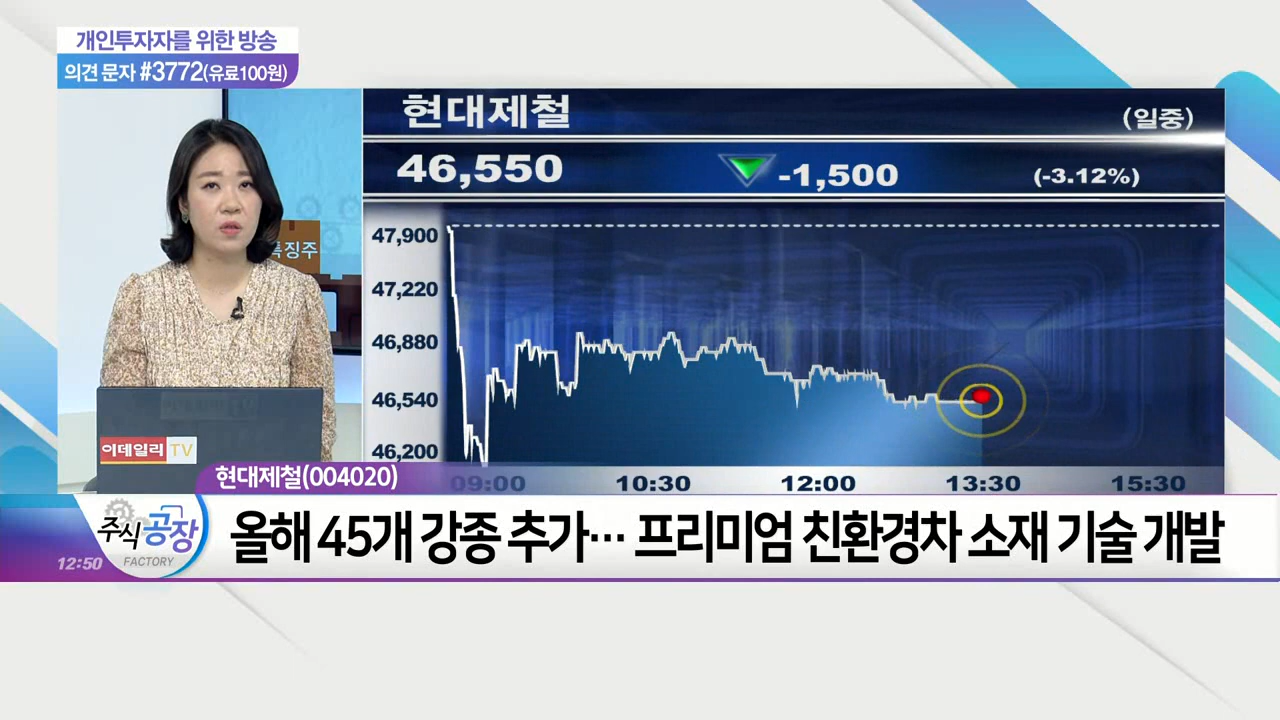 개인투자자를 위한 방송
의견 문자 #3772(유료100원)
현대제철
(일중)
46,550
-1,500
(-3.12%)
47,900
47,220
46,880
46,540
46,200
09:00
10:30
12:00
13:30
15:30
특징주
이데일리 TV
현대제철(004020)
주식공장
FACTORY
12:50
올해 45개 강종 추가… 프리미엄 친환경차 소재 기술 개발